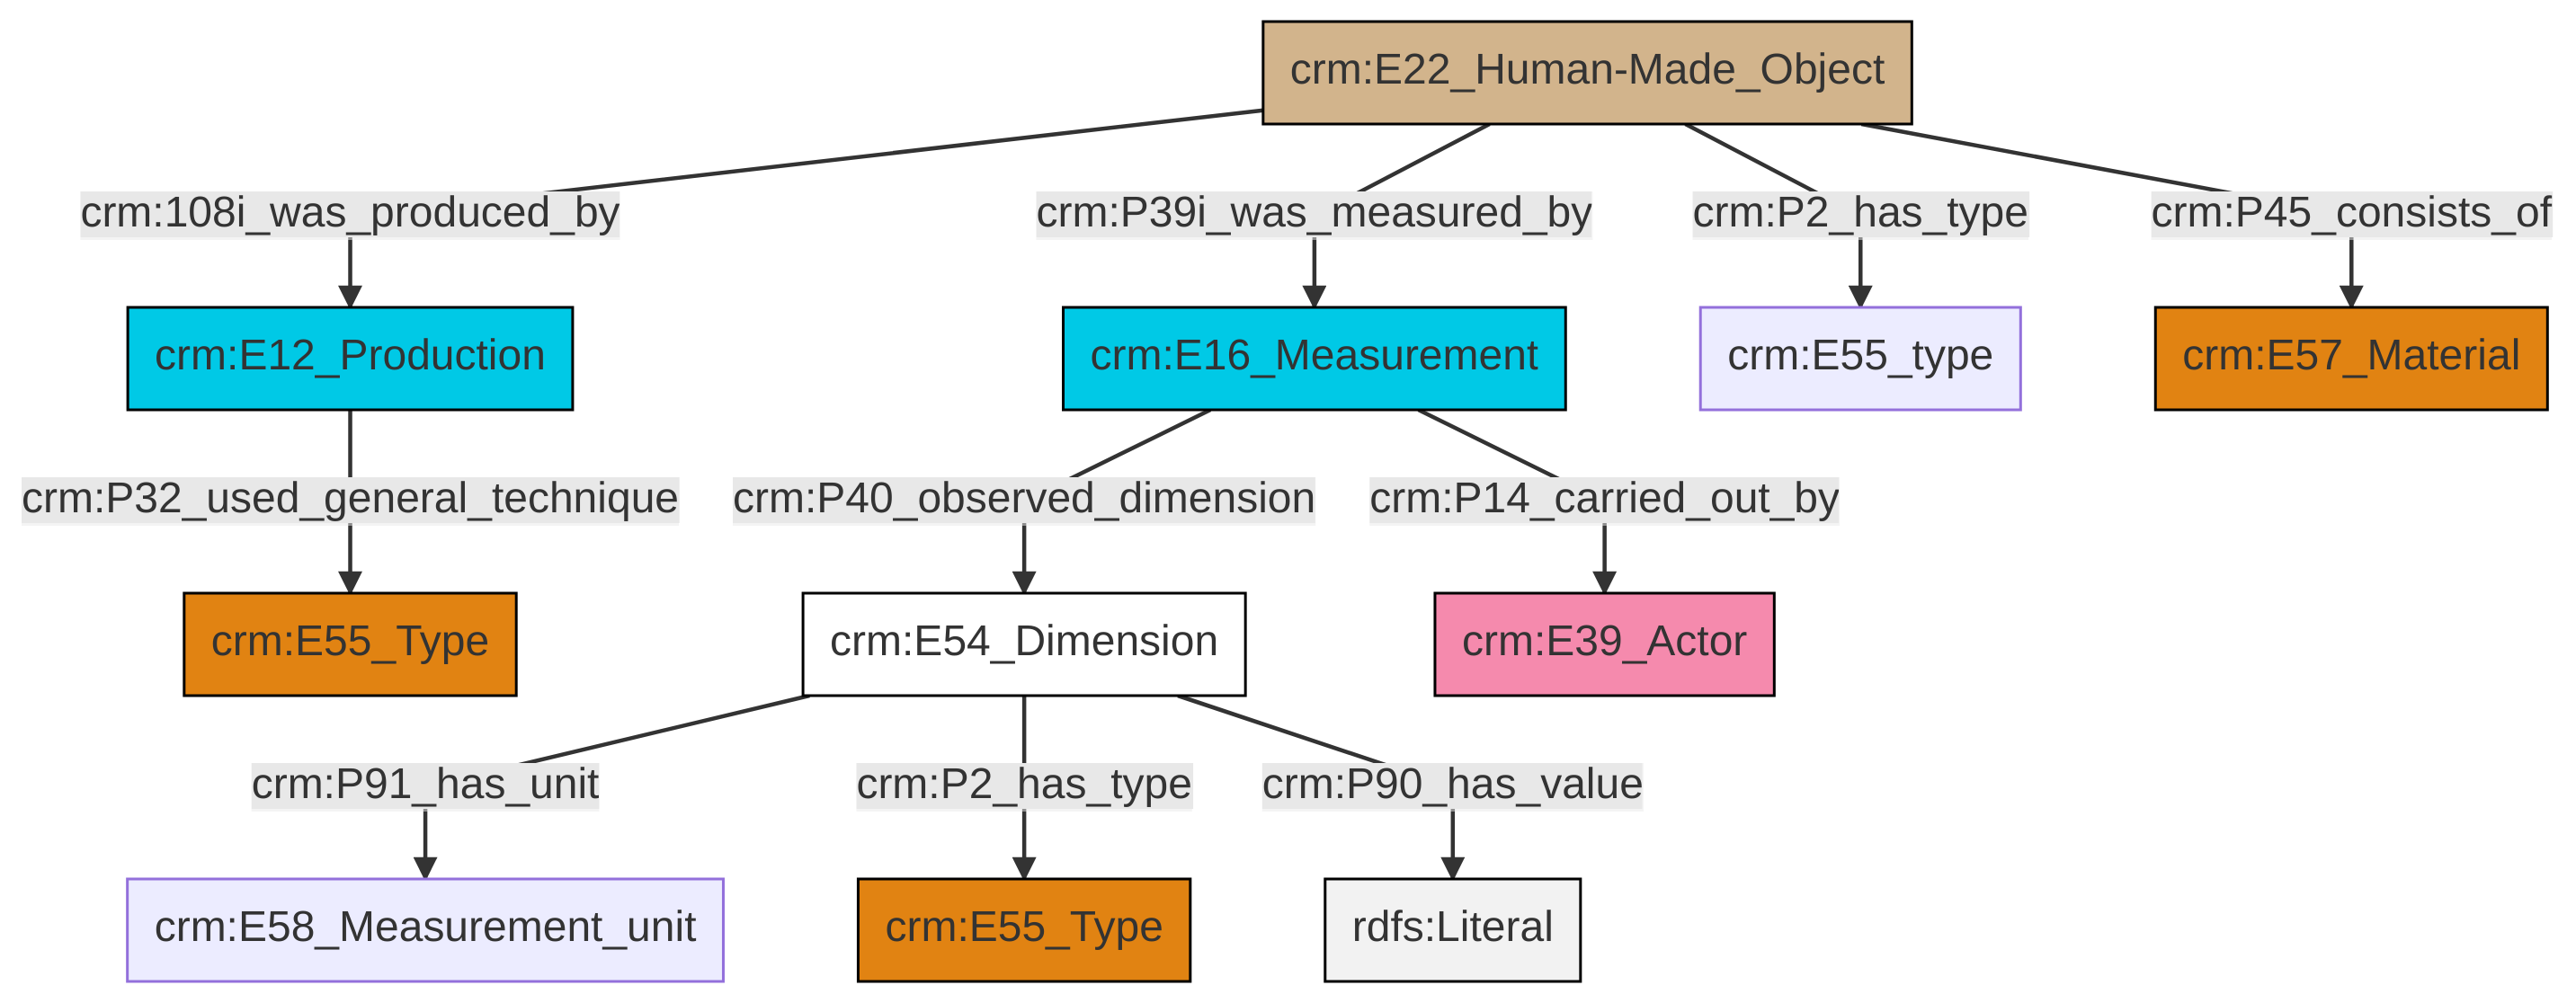 crm:E22_Human-Made_Object
crm:108i_was_produced_by
crm:P39i_was_measured_by
crm:P2_has_type
crm:P45_consists_of
crm:E12_Production
crm:E16_Measurement
crm:E55_type
crm:E57_Material
crm:P32_used_general_technique
crm:P40_observed_dimension
crm:P14_carried_out_by
crm:E55_Type
crm:E54_Dimension
crm:E39_Actor
crm:P91_has_unit
crm:P2_has_type
crm:P90_has_value
crm:E58_Measurement_unit
crm:E55_Type
rdfs:Literal